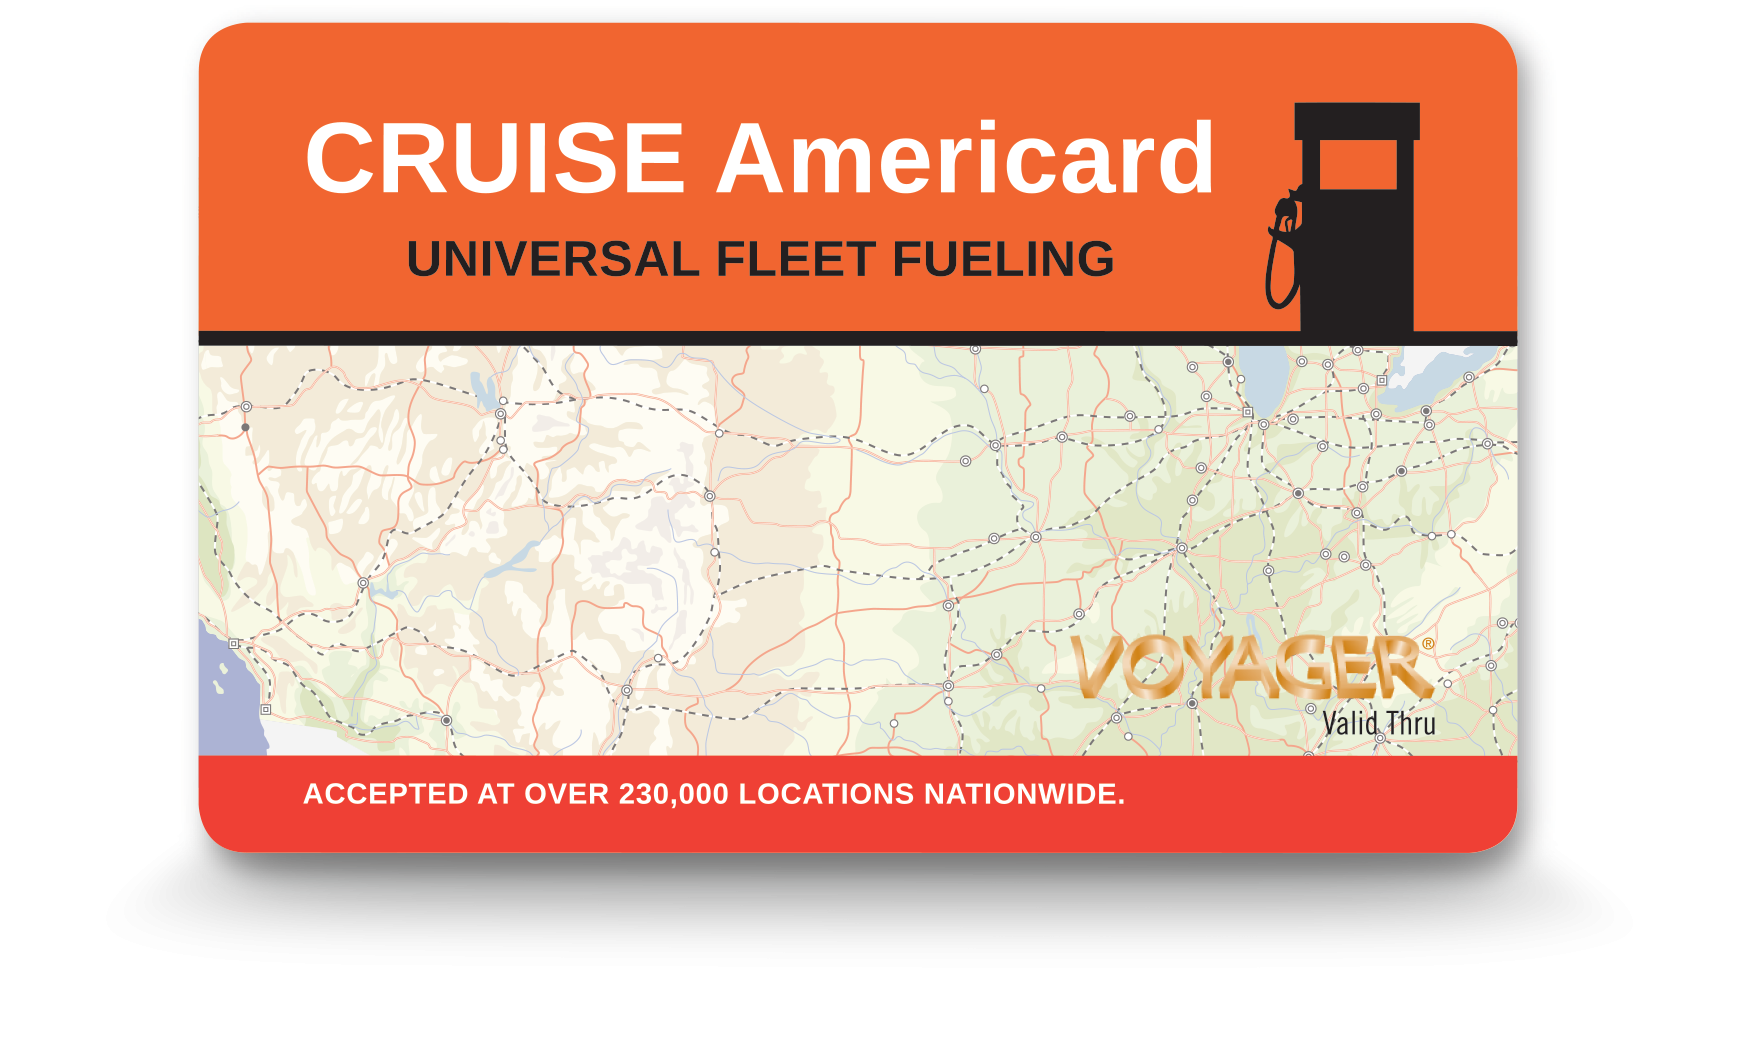 CRUISE Americard
UNIVERSAL FLEET FUELING
VOYAGER®
Valid Thru
ACCEPTED AT OVER 230,000 LOCATIONS NATIONWIDE.